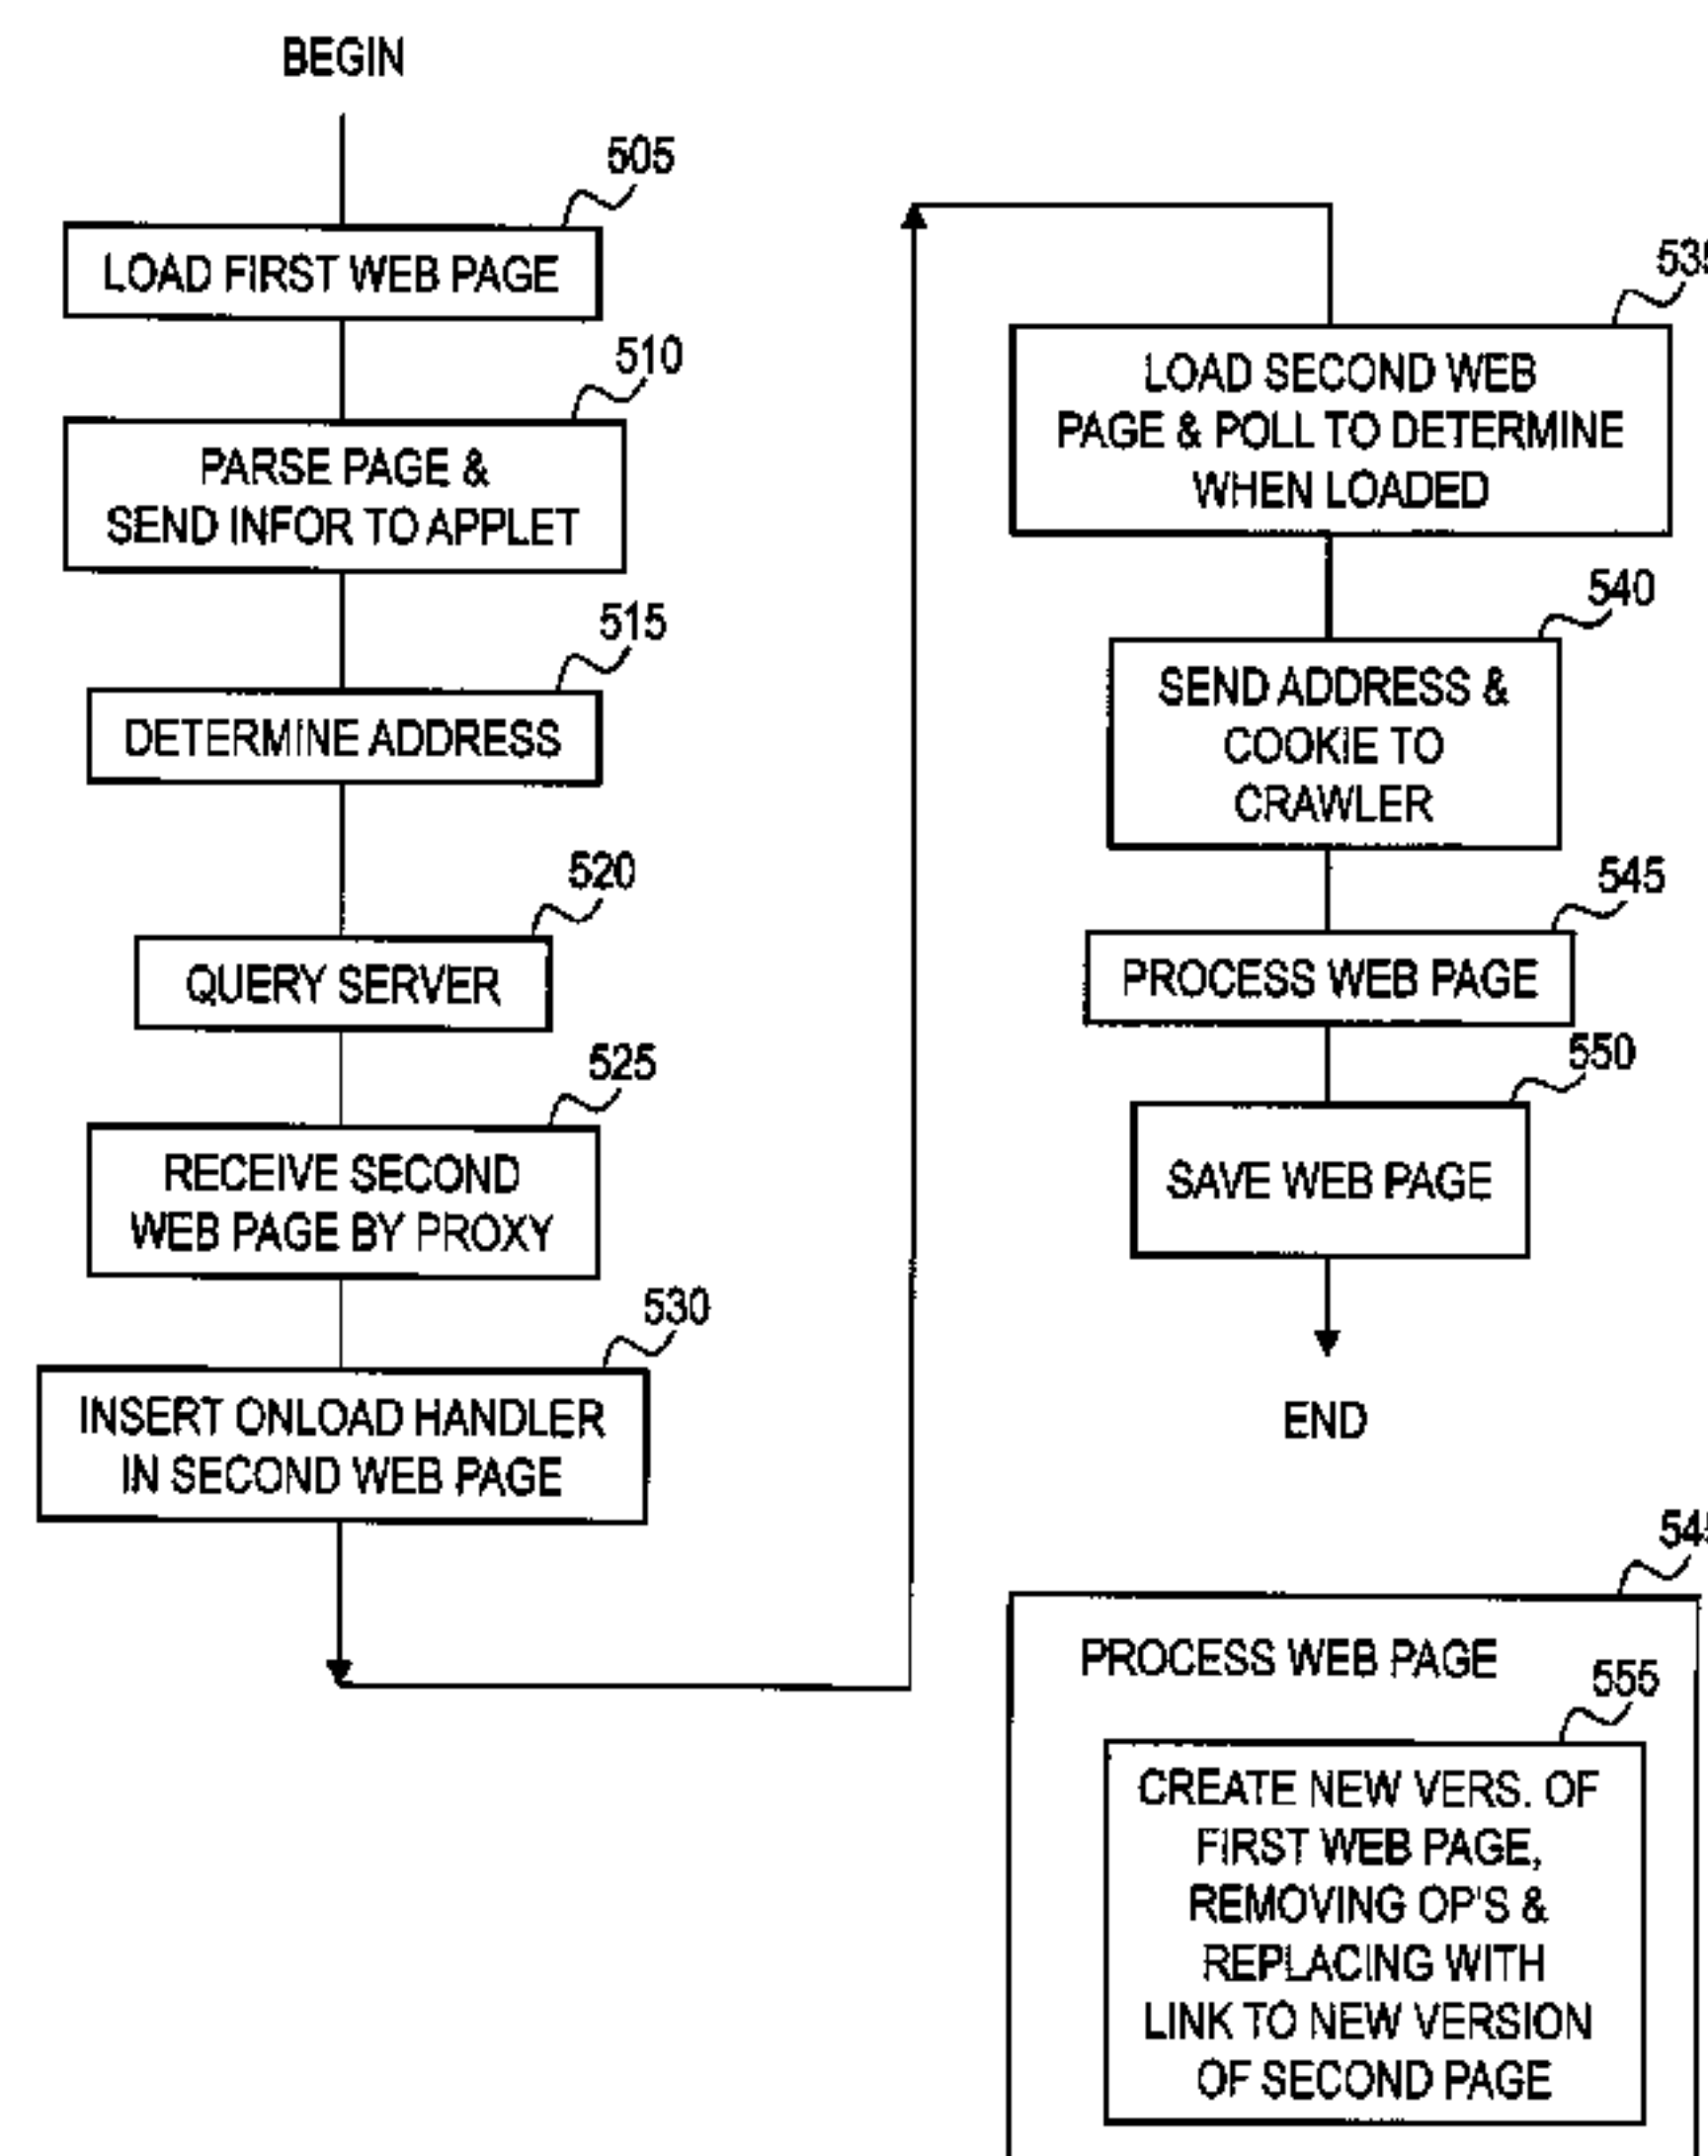 BEGIN
505
LOAD FIRST WEB PAGE
510
PARSE PAGE &
SEND INFOR TO APPLET
515
DETERMINE ADDRESS
520
QUERY SERVER
525
RECEIVE SECOND
WEB PAGE BY PROXY
530
INSERT ONLOAD HANDLER
IN SECOND WEB PAGE
535
LOAD SECOND WEB
PAGE & POLL TO DETERMINE
WHEN LOADED
540
SEND ADDRESS &
COOKIE TO
CRAWLER
545
PROCESS WEB PAGE
550
SAVE WEB PAGE
END
545
PROCESS WEB PAGE
555
CREATE NEW VERS. OF
FIRST WEB PAGE,
REMOVING OP'S &
REPLACING WITH
LINK TO NEW VERSION
OF SECOND PAGE